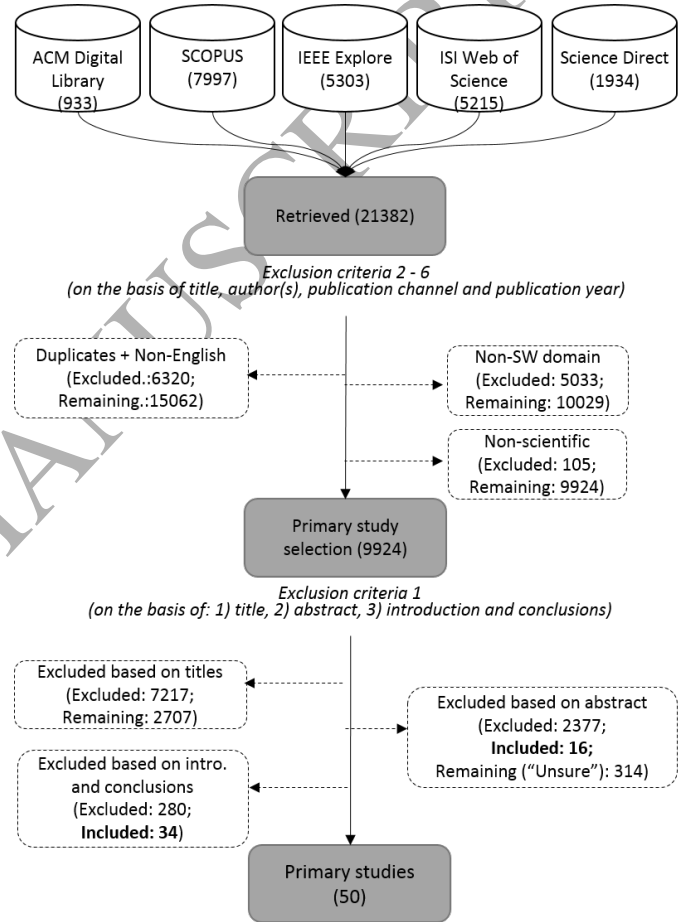 ACM Digital
Library
(933)
SCOPUS
(7997)
IEEE Explore
(5303)
ISI Web of
Science
(5215)
Science Direct
(1934)
Retrieved (21382)
Exclusion criteria 2 - 6
(on the basis of title, author(s), publication channel and publication year)
Duplicates + Non-English
(Excluded.:6320;
Remaining.:15062)
Non-SW domain
(Excluded: 5033;
Remaining: 10029)
Non-scientific
(Excluded: 105;
Remaining: 9924)
Primary study
selection (9924)
Exclusion criteria 1
(on the basis of: 1) title, 2) abstract, 3) introduction and conclusions)
Excluded based on titles
(Excluded: 7217;
Remaining: 2707)
Excluded based on abstract
(Excluded: 2377;
Included: 16;
Remaining (“Unsure”): 314)
Excluded based on intro.
and conclusions
(Excluded: 280;
Included: 34)
Primary studies
(50)